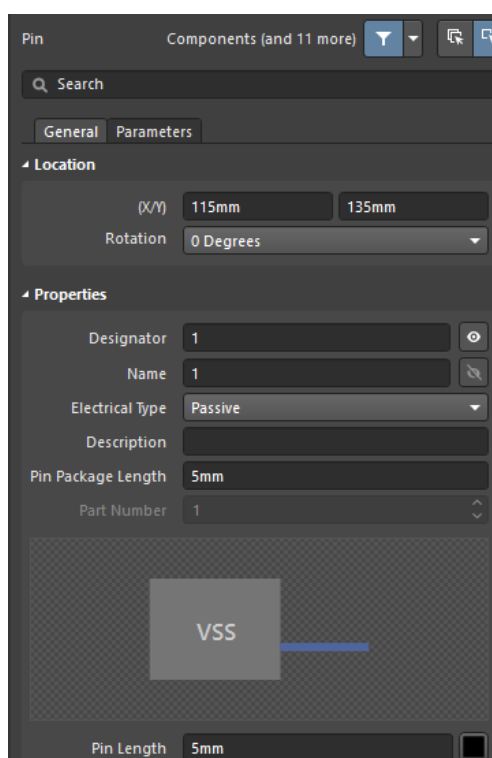 Pin Components (and 11 more)
Search
General Parameters
Location
(X/Y) 115mm 135mm
Rotation 0 Degrees
Properties
Designator 1
Name 1
Electrical Type Passive
Description
Pin Package Length 5mm
Part Number 1
VSS
Pin Length 5mm